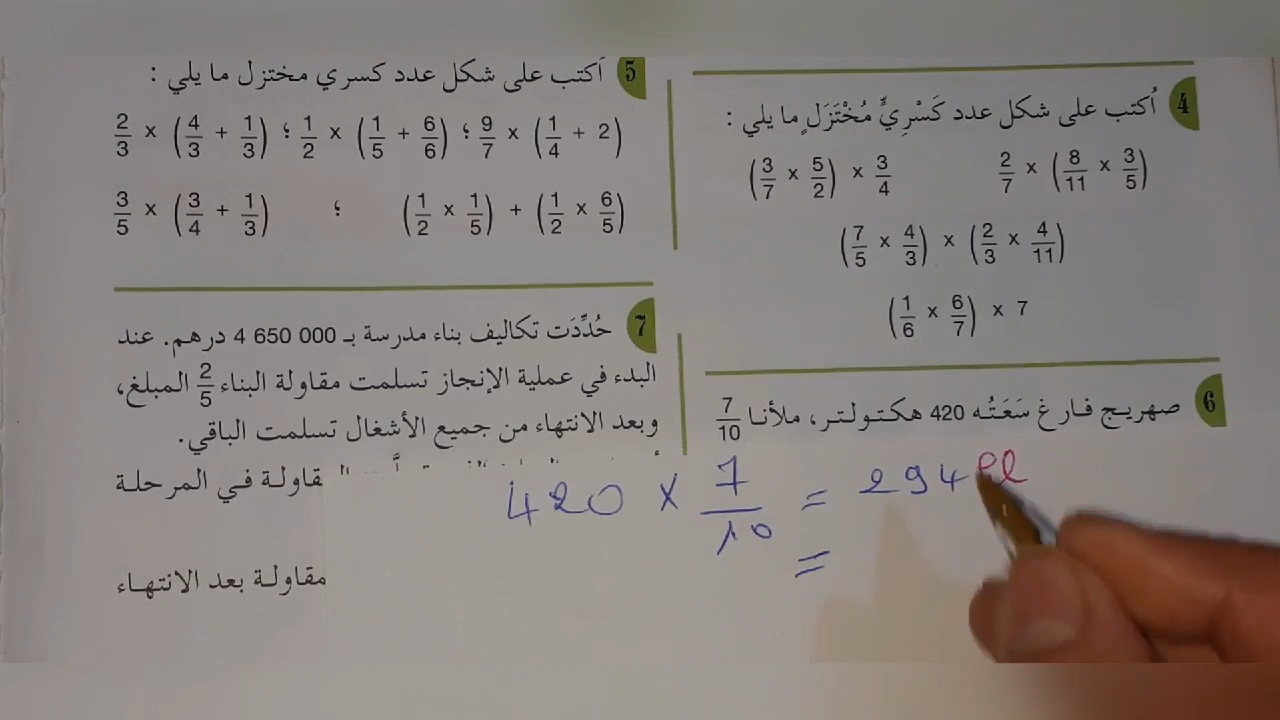 4 اُكتب على شكل عدد كَسْرِيٍّ مُخْتَزَلٍ ما يلي :
(3/7 × 5/2) × 3/4    2/7 × (8/11 × 3/5)
(7/5 × 4/3) × (2/3 × 4/11)
(1/6 × 6/7) × 7
5 أكتب على شكل عدد كسري مختزل ما يلي :
2/3 × (4/3 + 1/3) ؛ 1/2 × (1/5 + 6/6) ؛ 9/7 × (1/4 + 2)
3/5 × (3/4 + 1/3) ؛ (1/2 × 1/5) + (1/2 × 6/5)
6 صهريج فارغ سَعَتُه 420 هكتولتر، ملأنا 7/10
420 × 7/10 = 294
=
7 حُدِّدَت تكاليف بناء مدرسة بـ 000 650 4 درهم. عند
البدء في عملية الإنجاز تسلمت مقاولة البناء 2/5 المبلغ،
وبعد الانتهاء من جميع الأشغال تسلمت الباقي.
مقاولة في المرحلة
مقاولة بعد الانتهاء